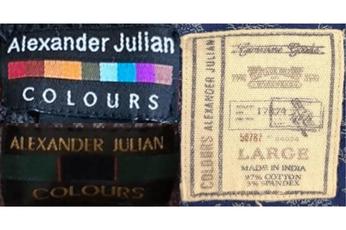 Alexander Julian
COLOURS
ALEXANDER JULIAN
COLOURS
COLOURS ALEXANDER JULIAN
Genuine Goods
LARGE
MADE IN INDIA
97% COTTON
3% SPANDEX